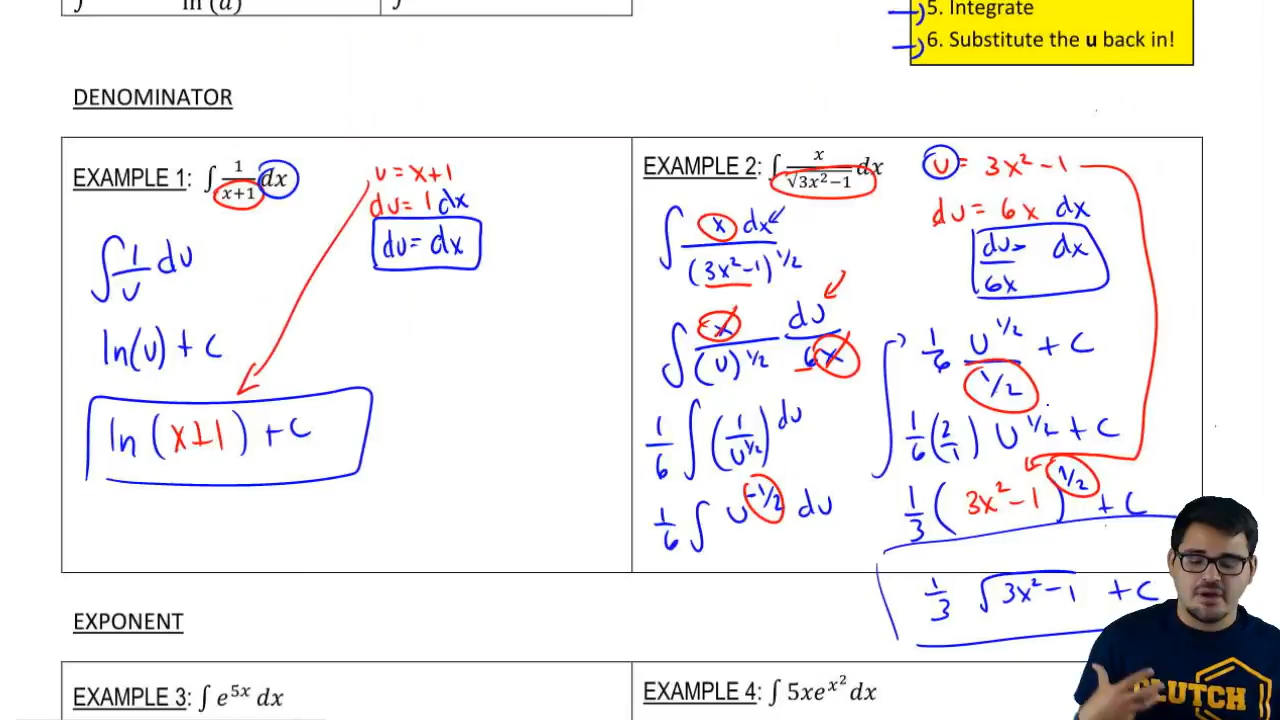 ln(a)
5. Integrate
6. Substitute the u back in!
DENOMINATOR
EXAMPLE 1: ∫ 1/(x+1) dx
u = x+1
du = 1 dx
du = dx
∫ 1/u du
ln(u) + c
ln(x+1) + c
EXAMPLE 2: ∫ x/√(3x²−1) dx
u = 3x² − 1
du = 6x dx
du/6x = dx
∫ x dx/(3x²−1)^(1/2)
∫ x/(u)^(1/2) du/6x
1/6 ∫ (1/u^(1/2)) du
1/6 ∫ u^(−1/2) du
1/6 u^(1/2)/(1/2) + c
1/6 (2/1) u^(1/2) + c
1/3 (3x²−1)^(1/2) + c
1/3 √(3x²−1) + c
EXPONENT
EXAMPLE 3: ∫ e^(5x) dx
EXAMPLE 4: ∫ 5xe^(x²) dx
CLUTCH